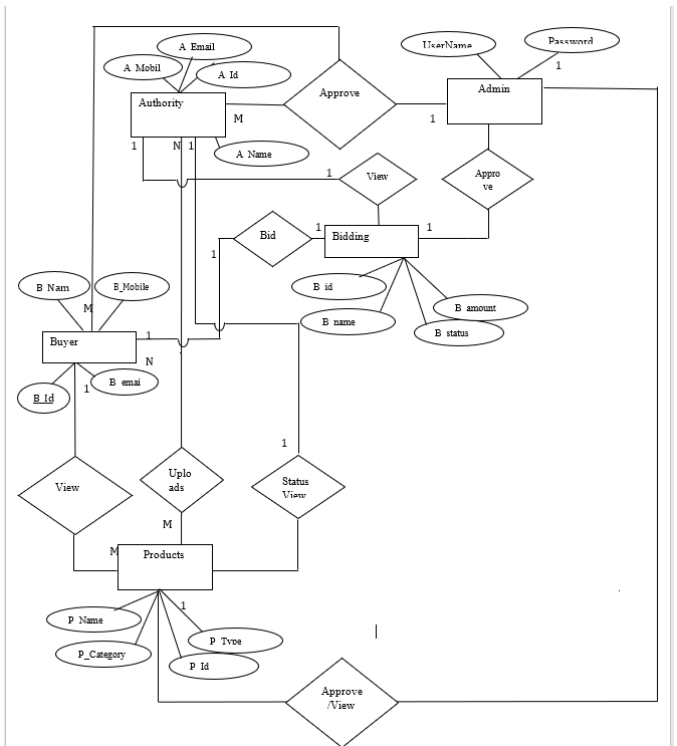 A Email
UserName
Password
A Mobil
A Id
1
Admin
Approve
Authority
M
1
1
N
1
A Name
1
View
Appro
ve
Bid
1
Bidding
1
1
B id
B Nam
B_Mobile
B amount
M
B name
B status
1
Buyer
N
B emai
1
B Id
1
View
Uplo
ads
Status
View
M
M
Products
1
P Name
P Type
P_Category
P Id
Approve
/View